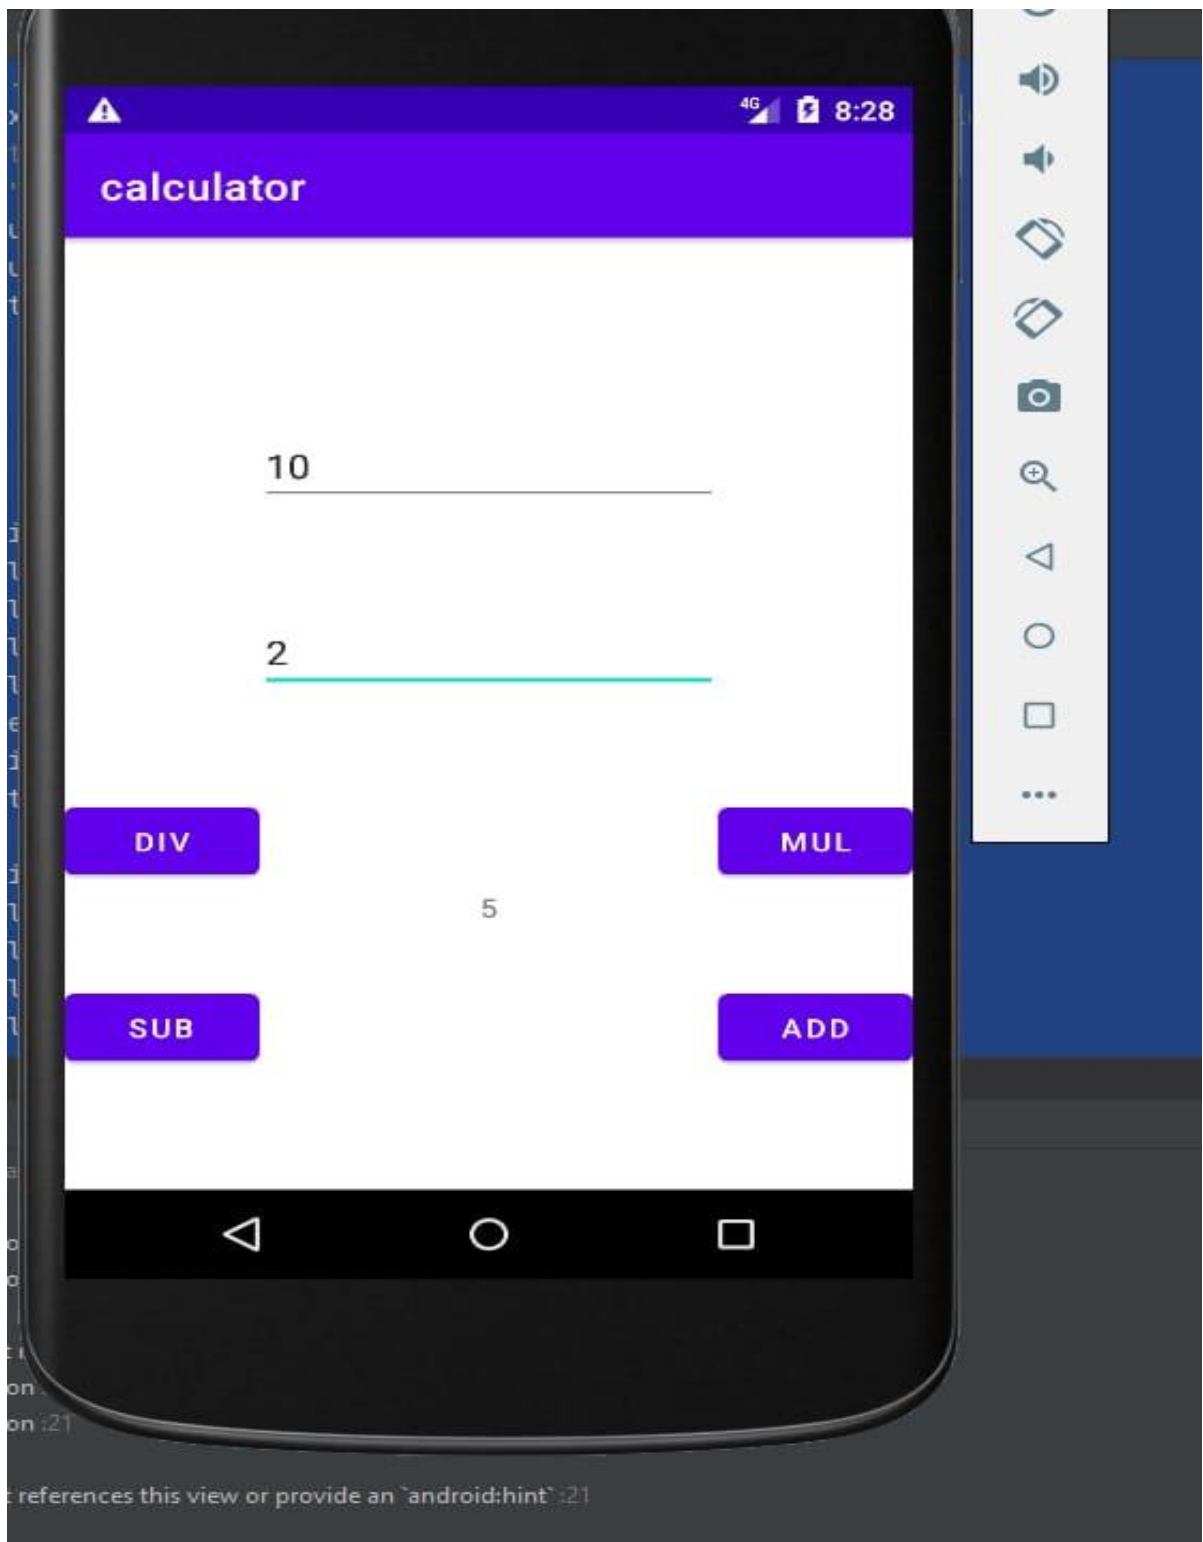 4G 8:28
calculator
10
2
DIV MUL
5
SUB ADD
on
on :21
references this view or provide an `android:hint` :21